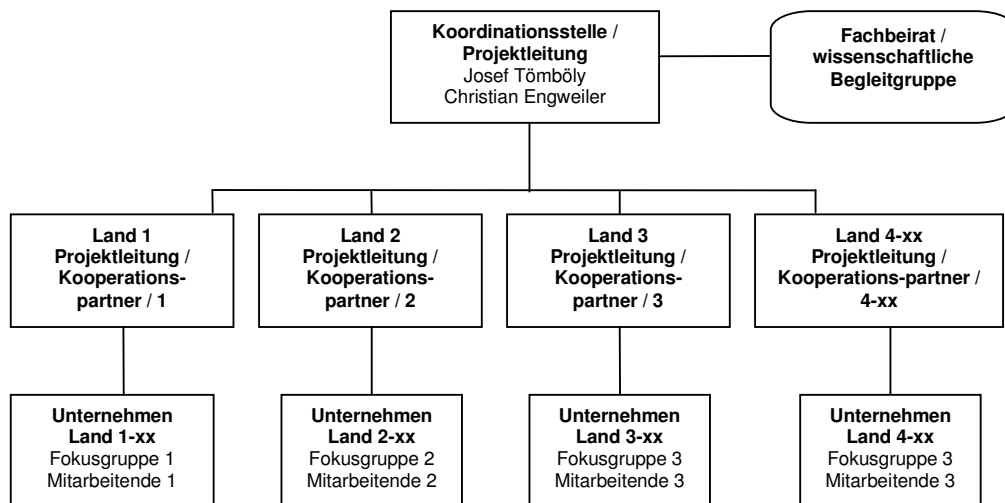 Koordinationsstelle /
Projektleitung
Josef Tömböly
Christian Engweiler
Fachbeirat /
wissenschaftliche
Begleitgruppe
Land 1
Projektleitung /
Kooperations-
partner / 1
Land 2
Projektleitung /
Kooperations-
partner / 2
Land 3
Projektleitung /
Kooperations-
partner / 3
Land 4-xx
Projektleitung /
Kooperations-partner /
4-xx
Unternehmen
Land 1-xx
Fokusgruppe 1
Mitarbeitende 1
Unternehmen
Land 2-xx
Fokusgruppe 2
Mitarbeitende 2
Unternehmen
Land 3-xx
Fokusgruppe 3
Mitarbeitende 3
Unternehmen
Land 4-xx
Fokusgruppe 3
Mitarbeitende 3